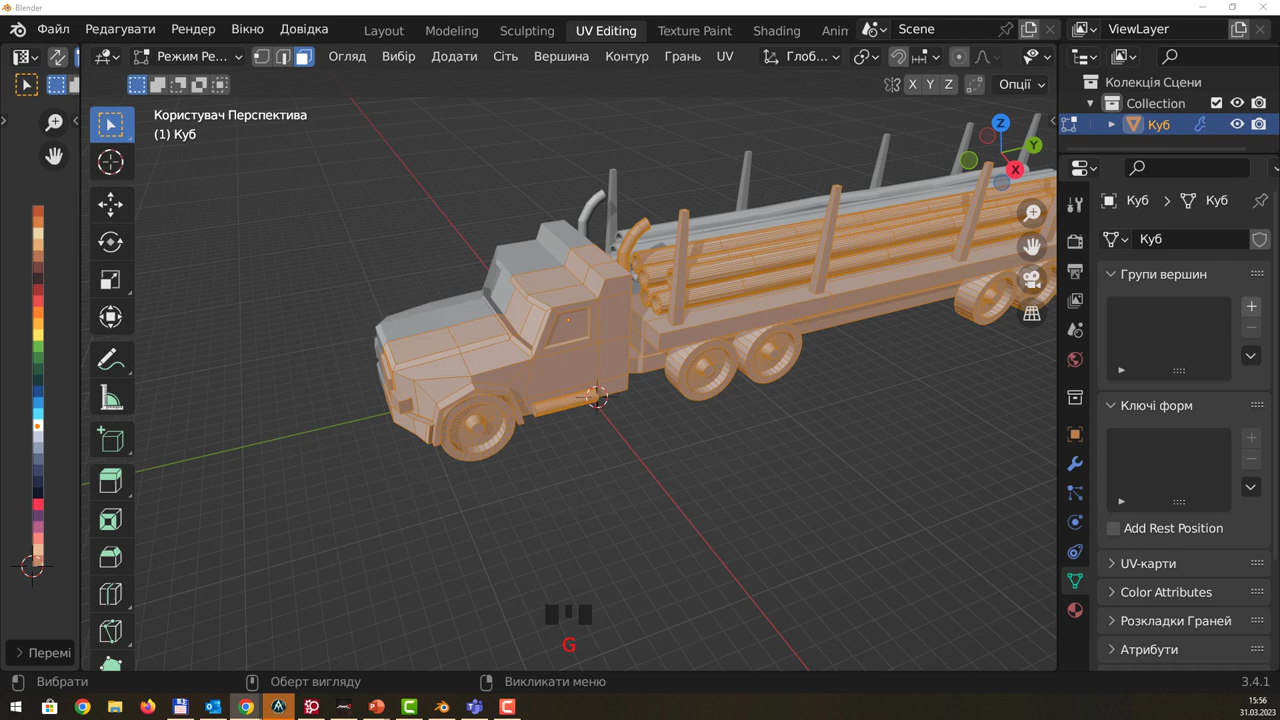 Blender
Файл Редагувати Рендер Вікно Довідка Layout Modeling Sculpting UV Editing Texture Paint Shading Anim Scene ViewLayer
Режим Ре... Огляд Вибір Додати Сіть Вершина Контур Грань UV Глоб...
X Y Z Опції
Користувач Перспектива
(1) Куб
Z
Y
X
Колекція Сцени
Collection
Куб
Куб Куб
Куб
Групи вершин
Ключі форм
Add Rest Position
UV-карти
Color Attributes
Розкладки Граней
Атрибути
G
Перемі
Вибрати Оберт вигляду Викликати меню 3.4.1
15:56
31.03.2023